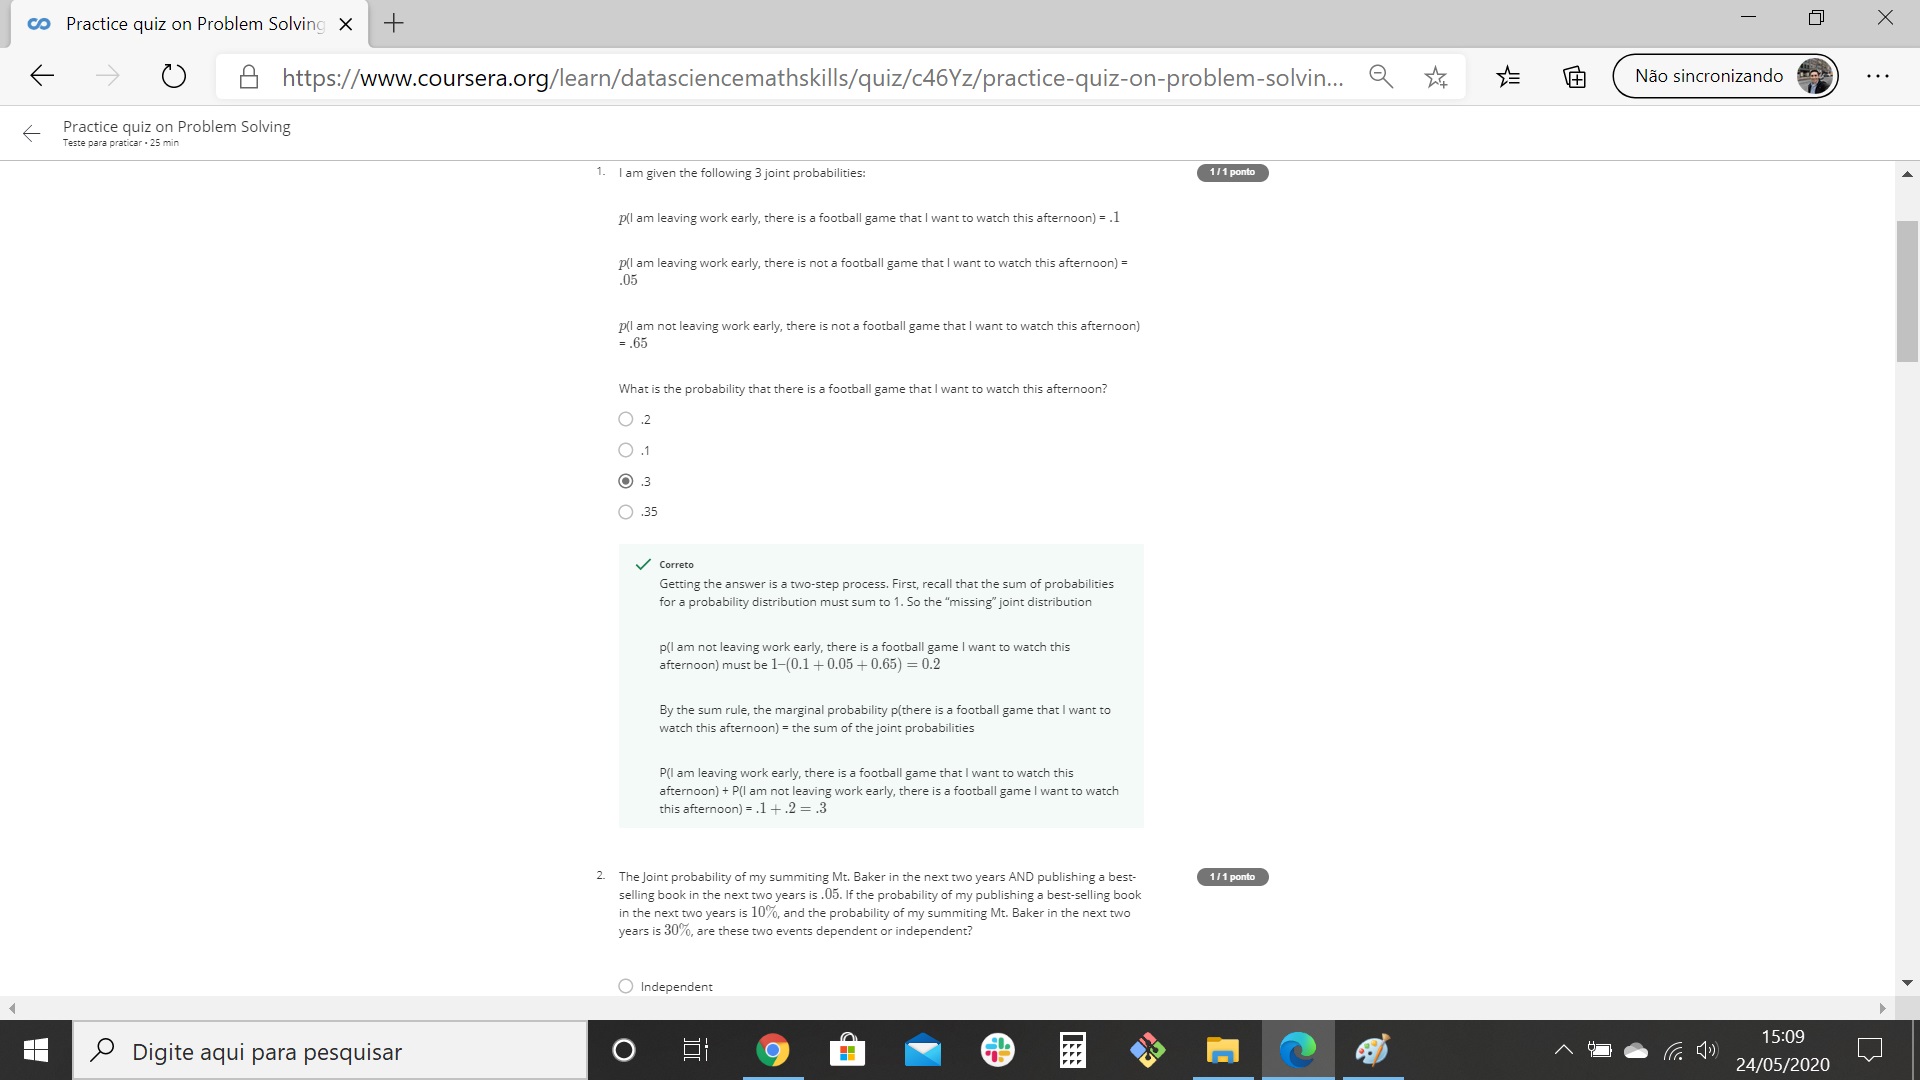 Practice quiz on Problem Solving
https://www.coursera.org/learn/datasciencemathskills/quiz/c46Yz/practice-quiz-on-problem-solvin...
Não sincronizando
Practice quiz on Problem Solving
Teste para praticar • 25 min
1. I am given the following 3 joint probabilities:
1 / 1 ponto
p(I am leaving work early, there is a football game that I want to watch this afternoon) = .1
p(I am leaving work early, there is not a football game that I want to watch this afternoon) =
.05
p(I am not leaving work early, there is not a football game that I want to watch this afternoon)
= .65
What is the probability that there is a football game that I want to watch this afternoon?
.2
.1
.3
.35
Correto
Getting the answer is a two-step process. First, recall that the sum of probabilities
for a probability distribution must sum to 1. So the “missing” joint distribution
p(I am not leaving work early, there is a football game I want to watch this
afternoon) must be 1–(0.1 + 0.05 + 0.65) = 0.2
By the sum rule, the marginal probability p(there is a football game that I want to
watch this afternoon) = the sum of the joint probabilities
P(I am leaving work early, there is a football game that I want to watch this
afternoon) + P(I am not leaving work early, there is a football game I want to watch
this afternoon) = .1 + .2 = .3
2. The Joint probability of my summiting Mt. Baker in the next two years AND publishing a best-
1 / 1 ponto
selling book in the next two years is .05. If the probability of my publishing a best-selling book
in the next two years is 10%, and the probability of my summiting Mt. Baker in the next two
years is 30%, are these two events dependent or independent?
Independent
Digite aqui para pesquisar
15:09
24/05/2020